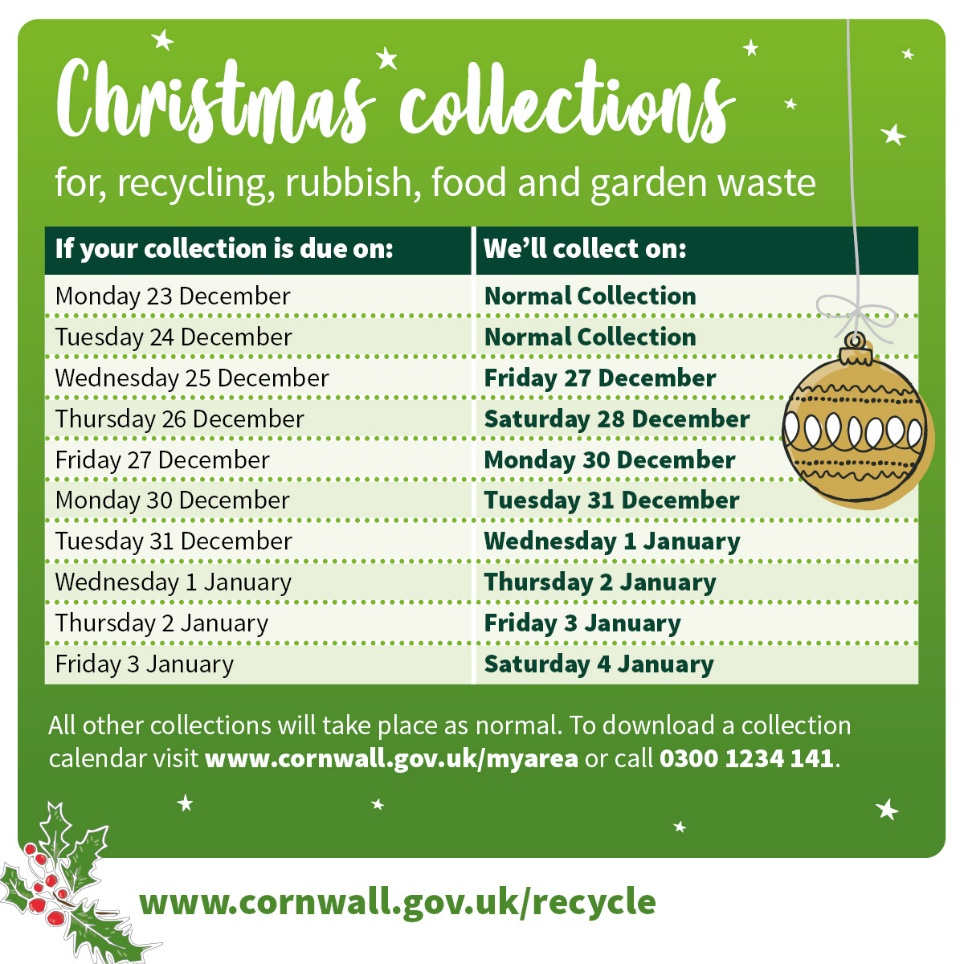 Christmas collections
for, recycling, rubbish, food and garden waste
If your collection is due on: We'll collect on:
Monday 23 December Normal Collection
Tuesday 24 December Normal Collection
Wednesday 25 December Friday 27 December
Thursday 26 December Saturday 28 December
Friday 27 December Monday 30 December
Monday 30 December Tuesday 31 December
Tuesday 31 December Wednesday 1 January
Wednesday 1 January Thursday 2 January
Thursday 2 January Friday 3 January
Friday 3 January Saturday 4 January
All other collections will take place as normal. To download a collection
calendar visit www.cornwall.gov.uk/myarea or call 0300 1234 141.
www.cornwall.gov.uk/recycle